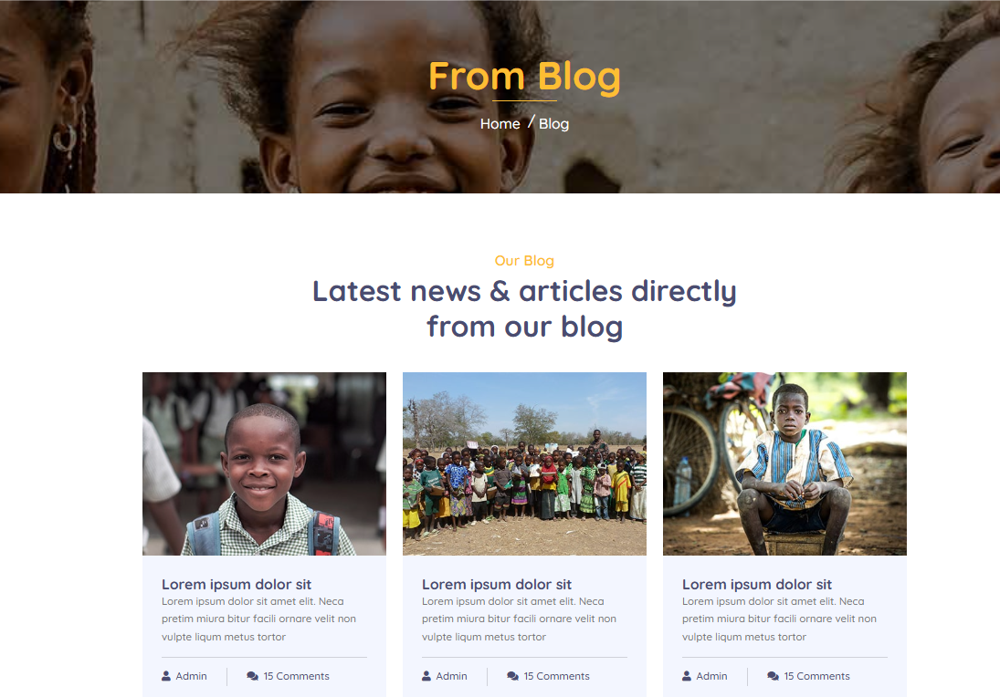 From Blog
Home / Blog
Our Blog
Latest news & articles directly
from our blog
Lorem ipsum dolor sit
Lorem ipsum dolor sit amet elit. Neca
pretim miura bitur facili ornare velit non
vulpte liqum metus tortor
Admin
15 Comments
Lorem ipsum dolor sit
Lorem ipsum dolor sit amet elit. Neca
pretim miura bitur facili ornare velit non
vulpte liqum metus tortor
Admin
15 Comments
Lorem ipsum dolor sit
Lorem ipsum dolor sit amet elit. Neca
pretim miura bitur facili ornare velit non
vulpte liqum metus tortor
Admin
15 Comments